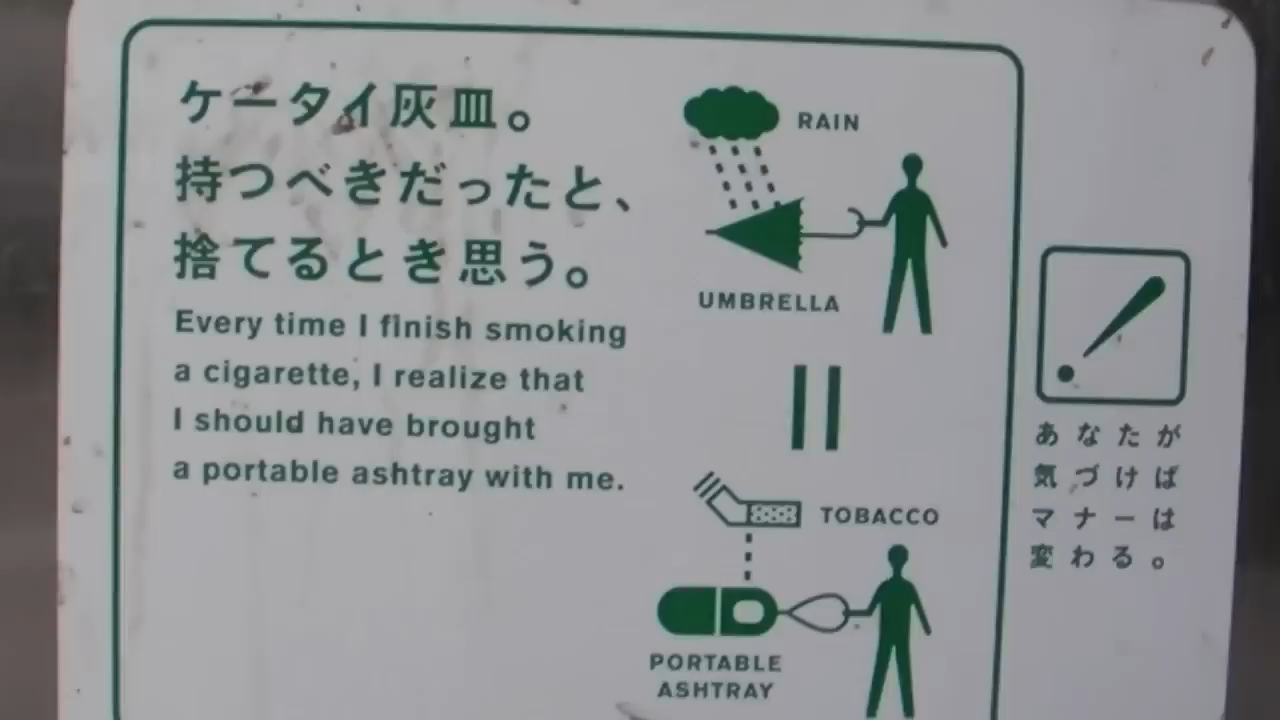 ケータイ灰皿。
持つべきだったと、
捨てるとき思う。
Every time I finish smoking
a cigarette, I realize that
I should have brought
a portable ashtray with me.
RAIN
UMBRELLA
TOBACCO
PORTABLE
ASHTRAY
あなたが
気づけば
マナーは
変わる。